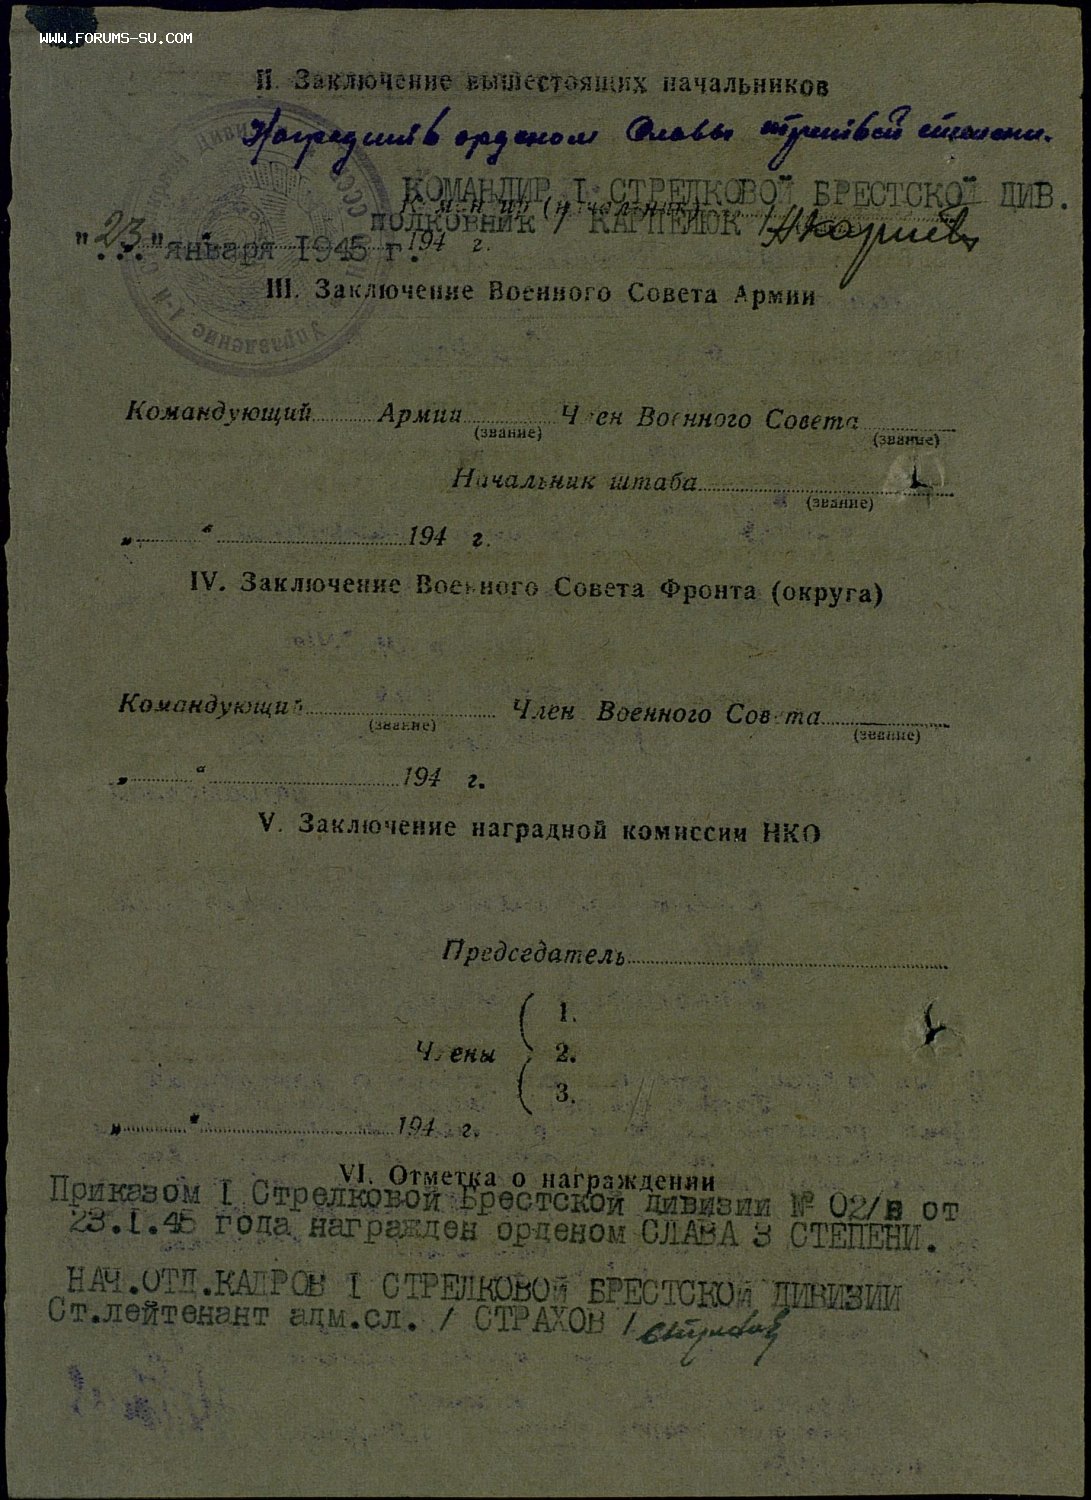 WWW.FORUMS-SU.COM
II. Заключение вышестоящих начальников
орденом Славы третьей степени.
КОМАНДИР I СТРЕЛКОВОЙ БРЕСТСКОЙ ДИВ.
ПОЛКОВНИК / КАРПЕЛЮК /
"23" января 1945 г. 194 г.
III. Заключение Военного Совета Армии
Командующий Армии Член Военного Совета
(звание) (звание)
Начальник штаба
(звание)
„ “ 194 г.
IV. Заключение Военного Совета Фронта (округа)
Командующий Член Военного Совета
(звание) (звание)
„ “ 194 г.
V. Заключение наградной комиссии НКО
Председатель
Члены
1.
2.
3.
„ “ 194 г.
VI. Отметка о награждении
Приказом I Стрелковой Брестской дивизии № 02/н от
23.I.45 года награжден орденом СЛАВА 3 СТЕПЕНИ.
НАЧ.ОТД.КАДРОВ I СТРЕЛКОВОЙ БРЕСТСКОЙ ДИВИЗИИ
Ст.лейтенант адм.сл. / СТРАХОВ /